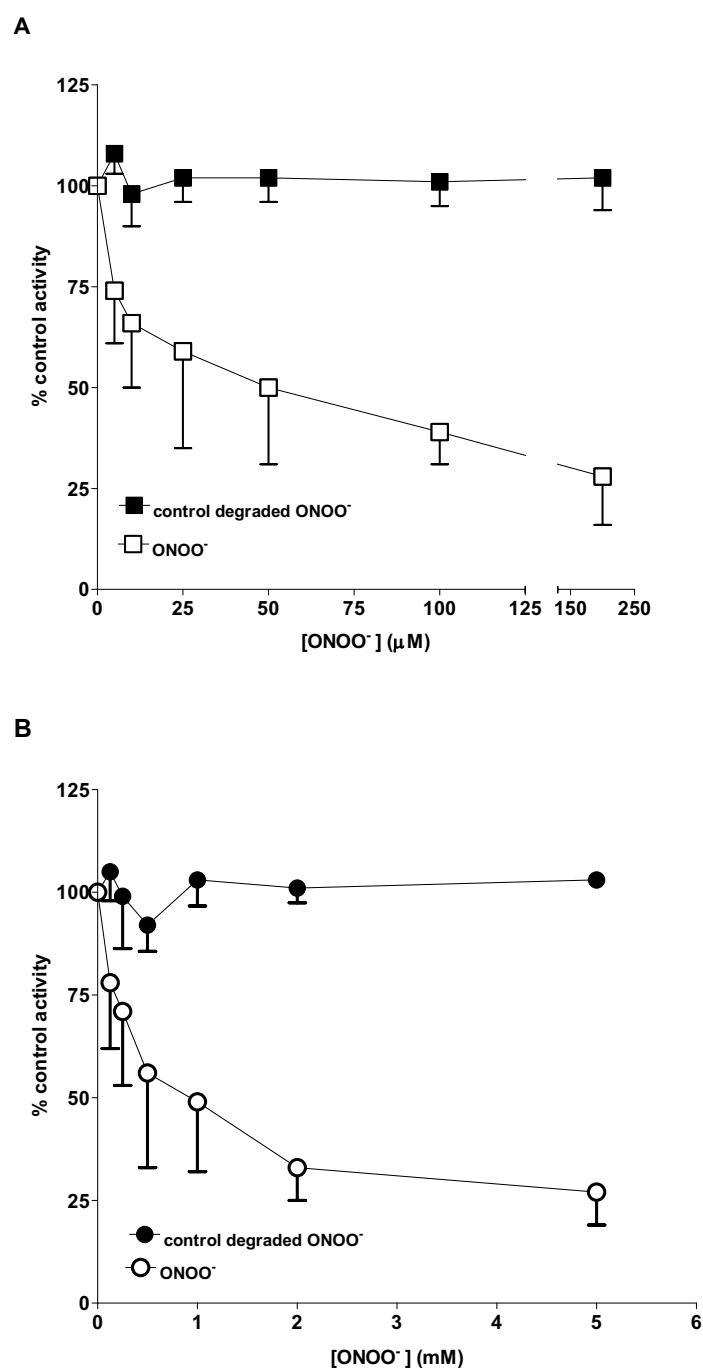 A
125
100
75
50
25
0
% control activity
control degraded ONOO⁻
ONOO⁻
0 25 50 75 100 125 150 250
[ONOO⁻ ] (μM)
B
125
100
75
50
25
0
% control activity
control degraded ONOO⁻
ONOO⁻
0 1 2 3 4 5 6
[ONOO⁻ ] (mM)